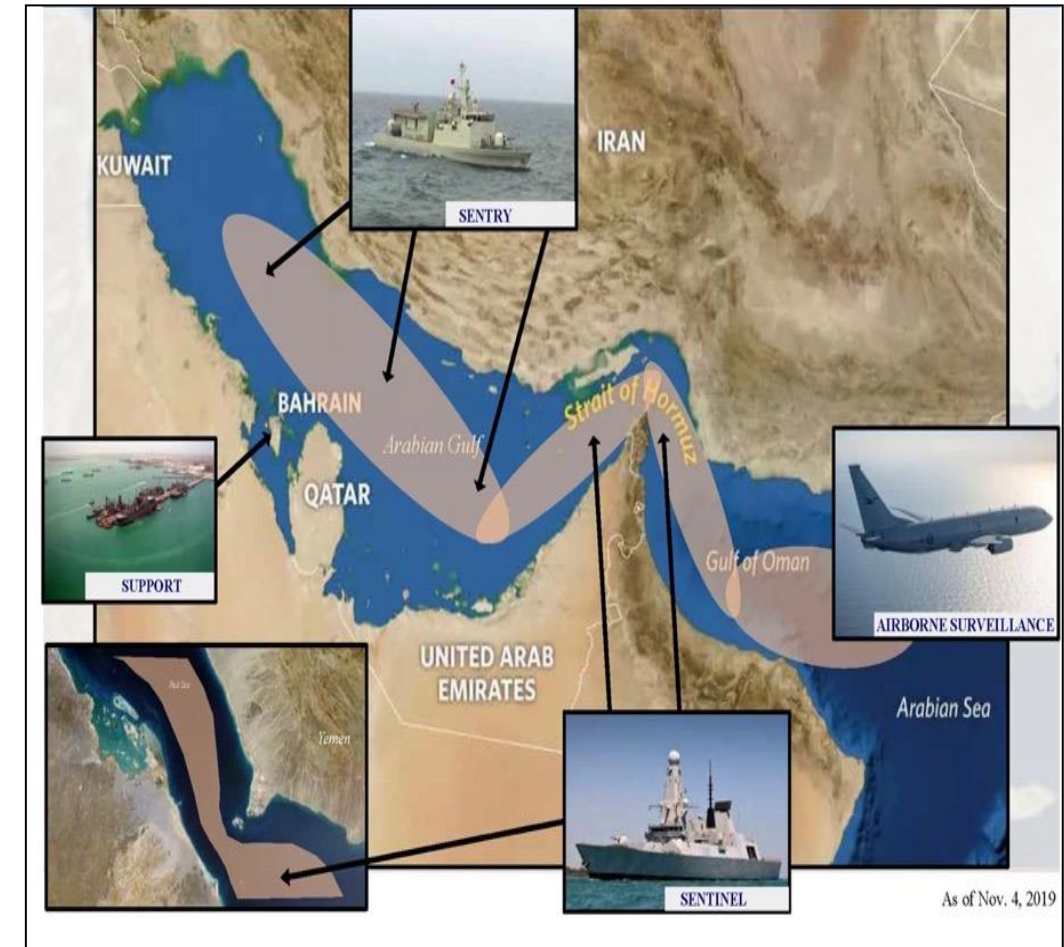 KUWAIT
IRAN
SENTRY
BAHRAIN
Arabian Gulf
Strait of Hormuz
QATAR
SUPPORT
Gulf of Oman
AIRBORNE SURVEILLANCE
UNITED ARAB
EMIRATES
Arabian Sea
Red Sea
Yemen
SENTINEL
As of Nov. 4, 2019